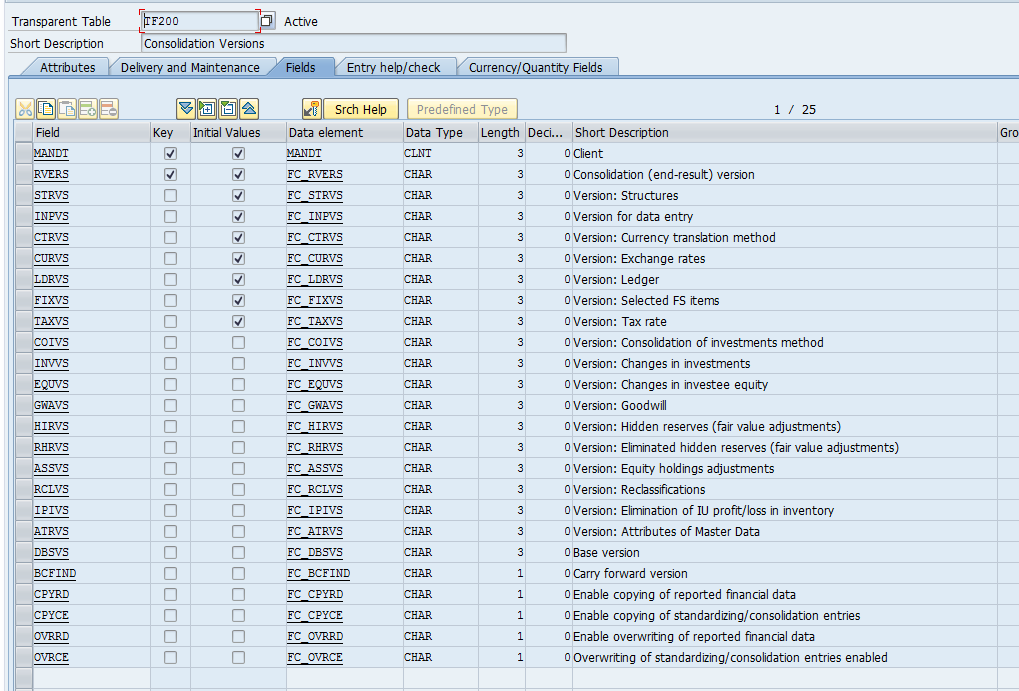 Transparent Table TF200 Active
Short Description Consolidation Versions
Attributes Delivery and Maintenance Fields Entry help/check Currency/Quantity Fields
Srch Help Predefined Type 1 / 25
Field Key Initial Values Data element Data Type Length Deci... Short Description Gro
MANDT MANDT CLNT 3 0 Client
RVERS FC_RVERS CHAR 3 0 Consolidation (end-result) version
STRVS FC_STRVS CHAR 3 0 Version: Structures
INPVS FC_INPVS CHAR 3 0 Version for data entry
CTRVS FC_CTRVS CHAR 3 0 Version: Currency translation method
CURVS FC_CURVS CHAR 3 0 Version: Exchange rates
LDRVS FC_LDRVS CHAR 3 0 Version: Ledger
FIXVS FC_FIXVS CHAR 3 0 Version: Selected FS items
TAXVS FC_TAXVS CHAR 3 0 Version: Tax rate
COIVS FC_COIVS CHAR 3 0 Version: Consolidation of investments method
INVVS FC_INVVS CHAR 3 0 Version: Changes in investments
EQUVS FC_EQUVS CHAR 3 0 Version: Changes in investee equity
GWAVS FC_GWAVS CHAR 3 0 Version: Goodwill
HIRVS FC_HIRVS CHAR 3 0 Version: Hidden reserves (fair value adjustments)
RHRVS FC_RHRVS CHAR 3 0 Version: Eliminated hidden reserves (fair value adjustments)
ASSVS FC_ASSVS CHAR 3 0 Version: Equity holdings adjustments
RCLVS FC_RCLVS CHAR 3 0 Version: Reclassifications
IPIVS FC_IPIVS CHAR 3 0 Version: Elimination of IU profit/loss in inventory
ATRVS FC_ATRVS CHAR 3 0 Version: Attributes of Master Data
DBSVS FC_DBSVS CHAR 3 0 Base version
BCFIND FC_BCFIND CHAR 1 0 Carry forward version
CPYRD FC_CPYRD CHAR 1 0 Enable copying of reported financial data
CPYCE FC_CPYCE CHAR 1 0 Enable copying of standardizing/consolidation entries
OVRRD FC_OVRRD CHAR 1 0 Enable overwriting of reported financial data
OVRCE FC_OVRCE CHAR 1 0 Overwriting of standardizing/consolidation entries enabled